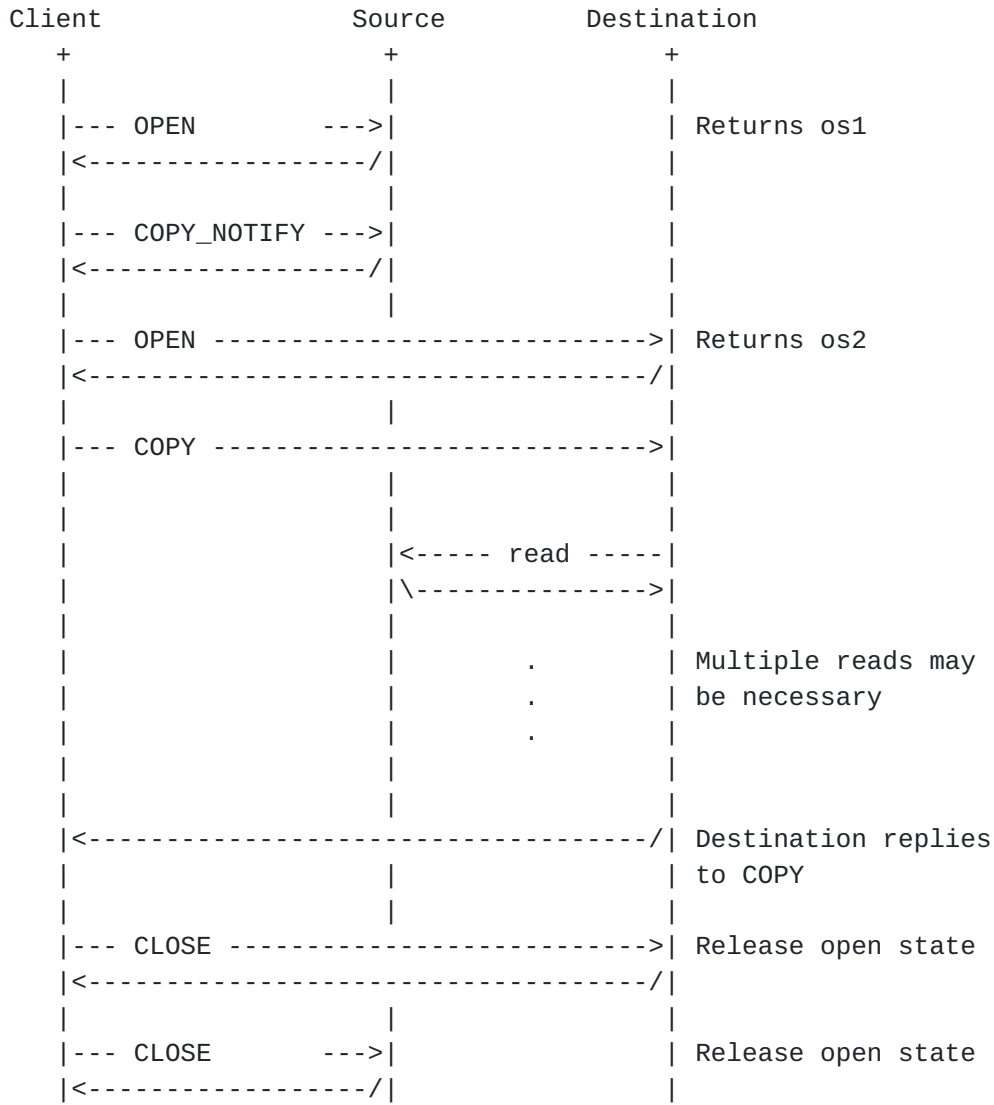 Client                Source         Destination
   +                    +                 +
   |                    |                 |
   |--- OPEN        --->|                 | Returns os1
   |<------------------/|                 |
   |                    |                 |
   |--- COPY_NOTIFY --->|                 |
   |<------------------/|                 |
   |                    |                 |
   |--- OPEN ---------------------------->| Returns os2
   |<------------------------------------/|
   |                    |                 |
   |--- COPY ---------------------------->|
   |                    |                 |
   |                    |                 |
   |                    |<----- read -----|
   |                    |\--------------->|
   |                    |                 |
   |                    |        .        | Multiple reads may
   |                    |        .        | be necessary
   |                    |        .        |
   |                    |                 |
   |                    |                 |
   |<------------------------------------/| Destination replies
   |                    |                 | to COPY
   |                    |                 |
   |--- CLOSE --------------------------->| Release open state
   |<------------------------------------/|
   |                    |                 |
   |--- CLOSE       --->|                 | Release open state
   |<------------------/|                 |